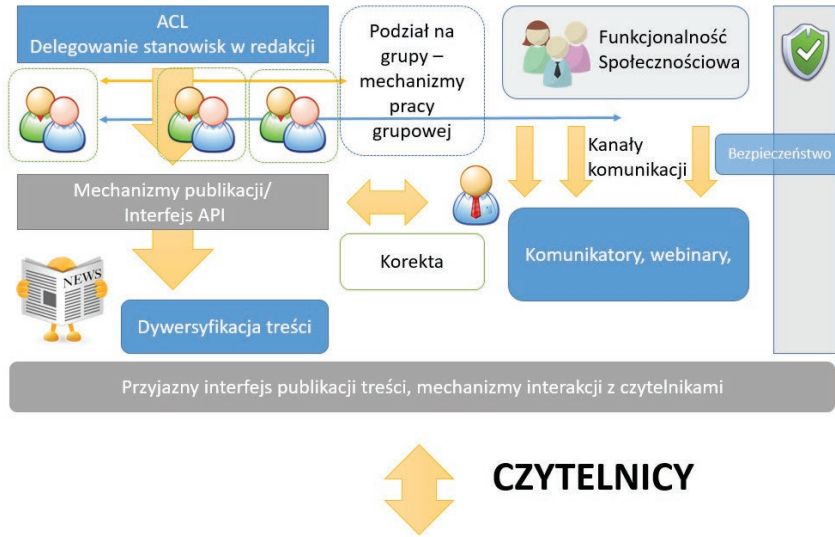 ACL
Delegowanie stanowisk w redakcji
Podział na
grupy –
mechanizmy
pracy
grupowej
Funkcjonalność
Społecznościowa
Kanały
komunikacji
Bezpieczeństwo
Mechanizmy publikacji/
Interfejs API
Korekta
Komunikatory, webinary,
NEWS
Dywersyfikacja treści
Przyjazny interfejs publikacji treści, mechanizmy interakcji z czytelnikami
CZYTELNICY